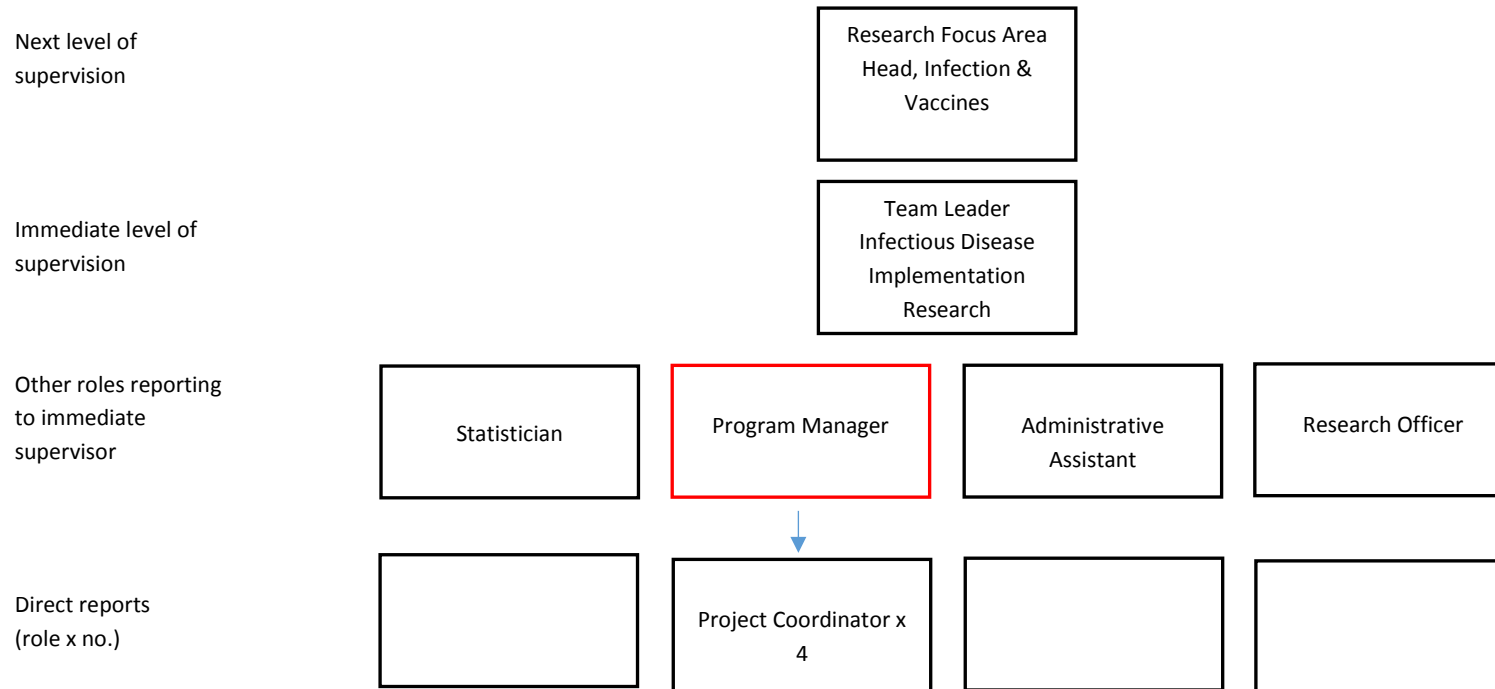 Next level of
supervision
Research Focus Area
Head, Infection &
Vaccines
Immediate level of
supervision
Team Leader
Infectious Disease
Implementation
Research
Other roles reporting
to immediate
supervisor
Statistician
Program Manager
Administrative
Assistant
Research Officer
Direct reports
(role x no.)
Project Coordinator x
4